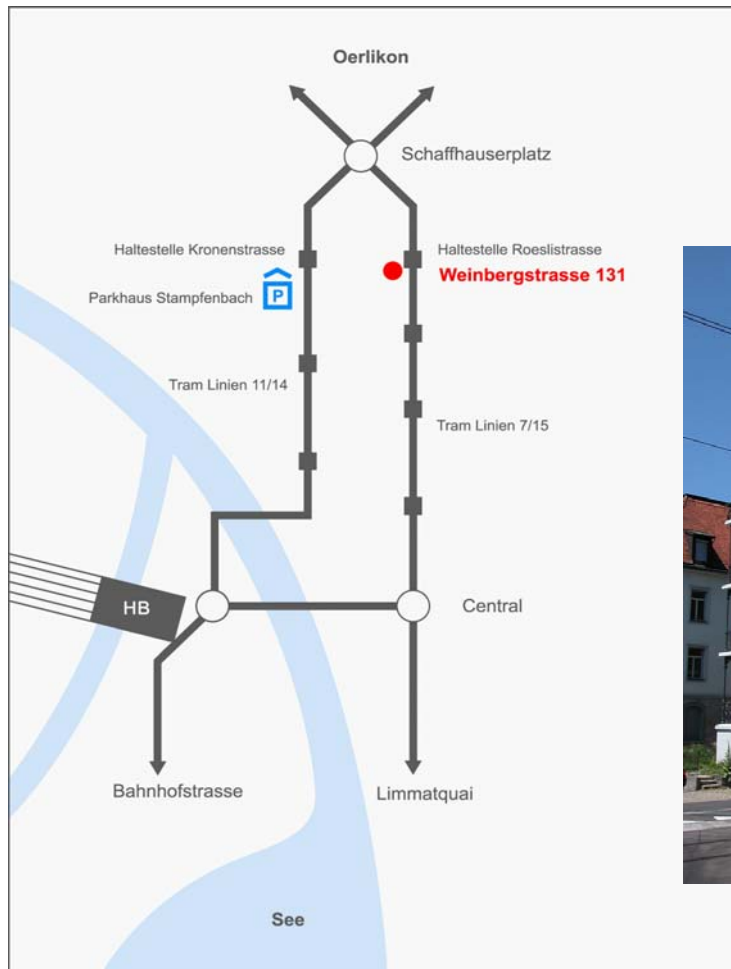 Oerlikon
Schaffhauserplatz
Haltestelle Kronenstrasse
Haltestelle Roeslistrasse
Weinbergstrasse 131
Parkhaus Stampfenbach
P
Tram Linien 11/14
Tram Linien 7/15
HB
Central
Bahnhofstrasse
Limmatquai
See